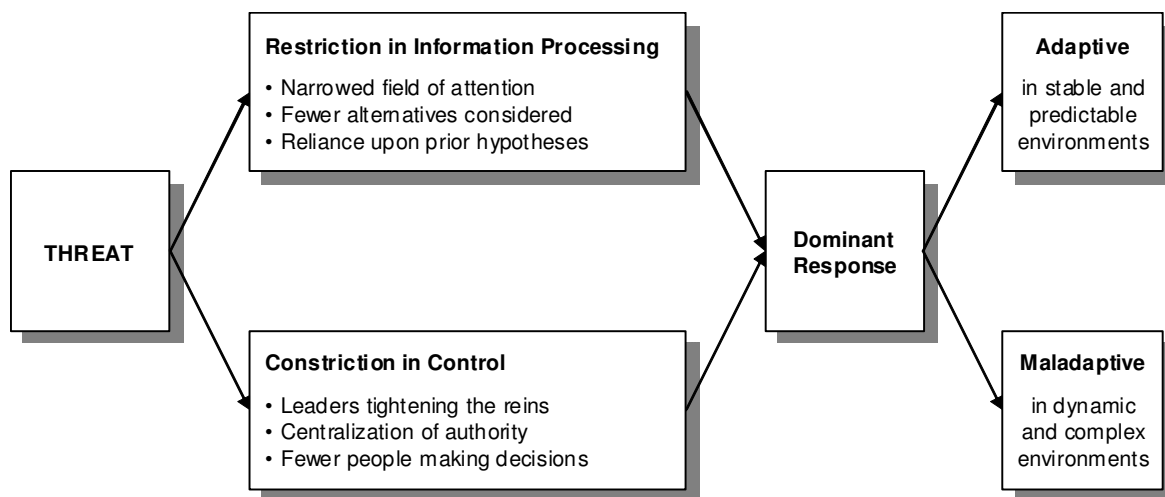 THREAT
Restriction in Information Processing
• Narrowed field of attention
• Fewer alternatives considered
• Reliance upon prior hypotheses
Constriction in Control
• Leaders tightening the reins
• Centralization of authority
• Fewer people making decisions
Dominant
Response
Adaptive
in stable and
predictable
environments
Maladaptive
in dynamic
and complex
environments